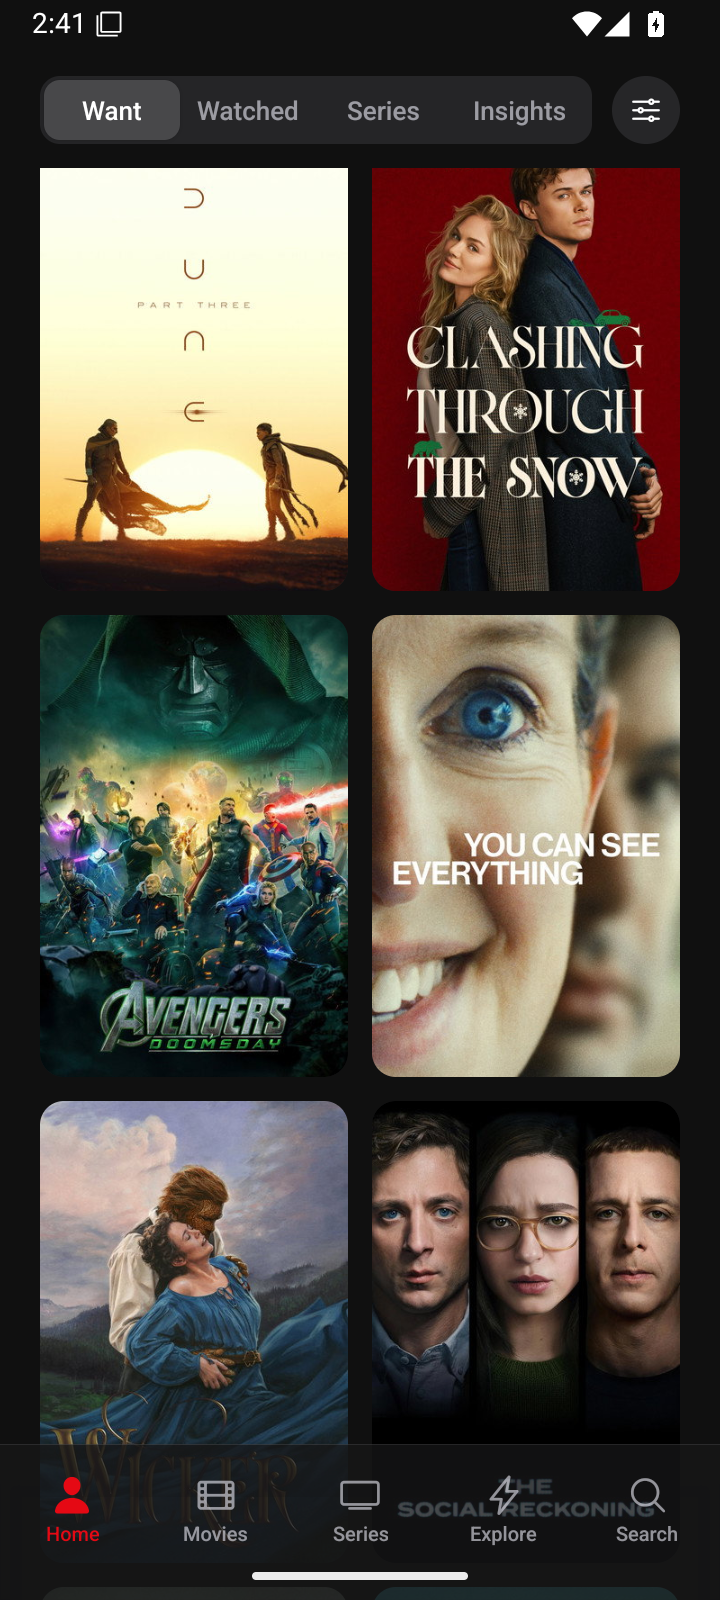 2:41
Want Watched Series Insights
D
U
PART THREE
N
E
CLASHING
THROUGH
THE SNOW
AVENGERS
DOOMSDAY
YOU CAN SEE
EVERYTHING
WICKER
THE
SOCIAL RECKONING
Home Movies Series Explore Search